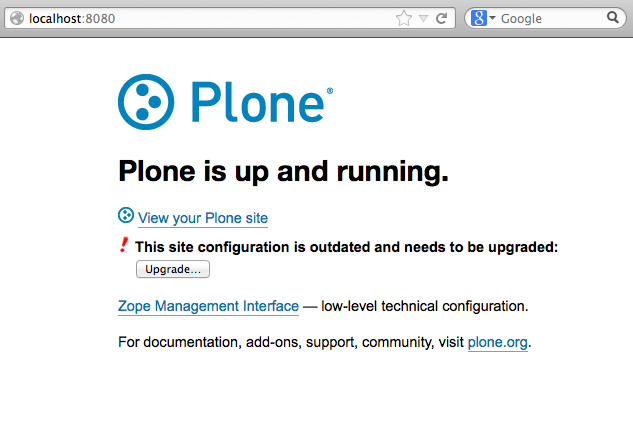 localhost:8080
Google
Plone®
Plone is up and running.
View your Plone site
! This site configuration is outdated and needs to be upgraded:
Upgrade...
Zope Management Interface — low-level technical configuration.
For documentation, add-ons, support, community, visit plone.org.